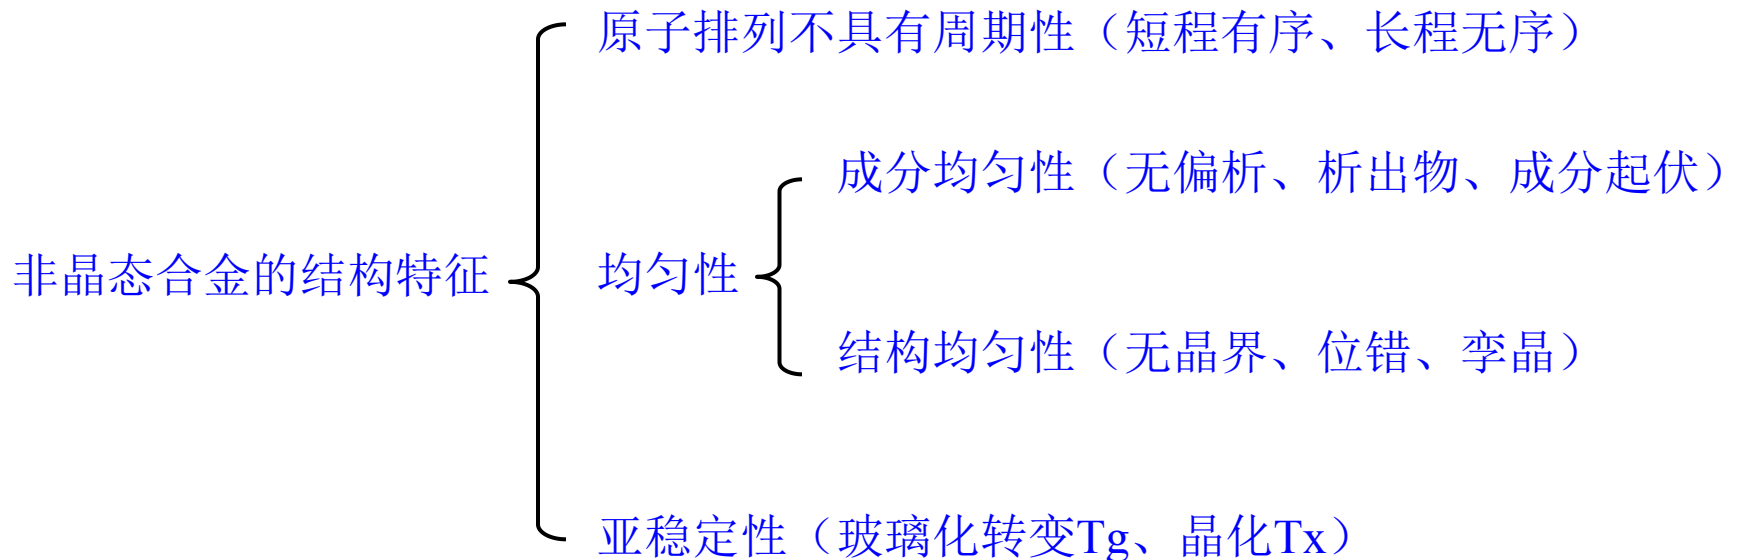 原子排列不具有周期性（短程有序、长程无序）
成分均匀性（无偏析、析出物、成分起伏）
非晶态合金的结构特征
均匀性
结构均匀性（无晶界、位错、孪晶）
亚稳定性（玻璃化转变Tg、晶化Tx）